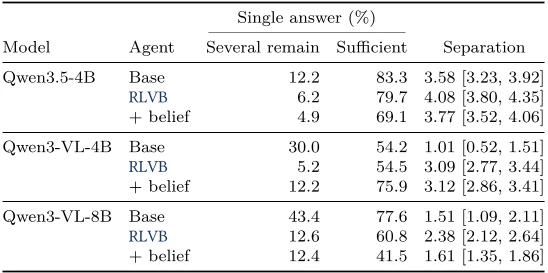 Single answer (%)
Model Agent Several remain Sufficient Separation
Qwen3.5-4B Base 12.2 83.3 3.58 [3.23, 3.92]
RLVB 6.2 79.7 4.08 [3.80, 4.35]
+ belief 4.9 69.1 3.77 [3.52, 4.06]
Qwen3-VL-4B Base 30.0 54.2 1.01 [0.52, 1.51]
RLVB 5.2 54.5 3.09 [2.77, 3.44]
+ belief 12.2 75.9 3.12 [2.86, 3.41]
Qwen3-VL-8B Base 43.4 77.6 1.51 [1.09, 2.11]
RLVB 12.6 60.8 2.38 [2.12, 2.64]
+ belief 12.4 41.5 1.61 [1.35, 1.86]